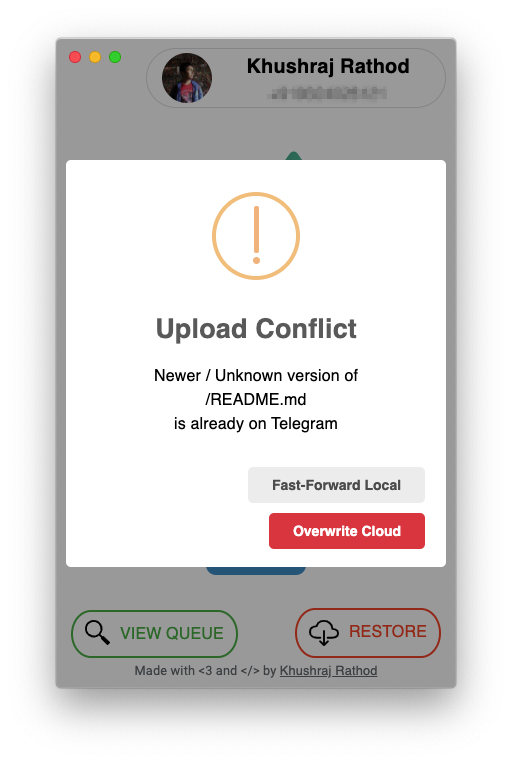 Khushraj Rathod
Upload Conflict
Newer / Unknown version of
/README.md
is already on Telegram
Fast-Forward Local
Overwrite Cloud
VIEW QUEUE
RESTORE
Made with <3 and </> by Khushraj Rathod